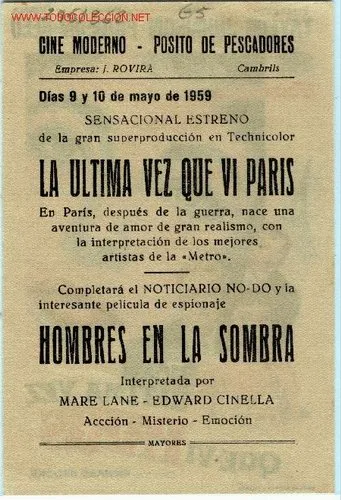 TODOCOLECCION.COM
65
CINE MODERNO - POSITO DE PESCADORES
Empresa: J. ROVIRA Cambrils
Días 9 y 10 de mayo de 1959
SENSACIONAL ESTRENO
de la gran superproducción en Technicolor
LA ULTIMA VEZ QUE VI PARIS
En París, después de la guerra, nace una
aventura de amor de gran realismo, con
la interpretación de los mejores
artistas de la «Metro».
Completará el NOTICIARIO NO-DO y la
interesante película de espionaje
HOMBRES EN LA SOMBRA
Interpretada por
MARE LANE - EDWARD CINELLA
Accción - Misterio - Emoción
MAYORES